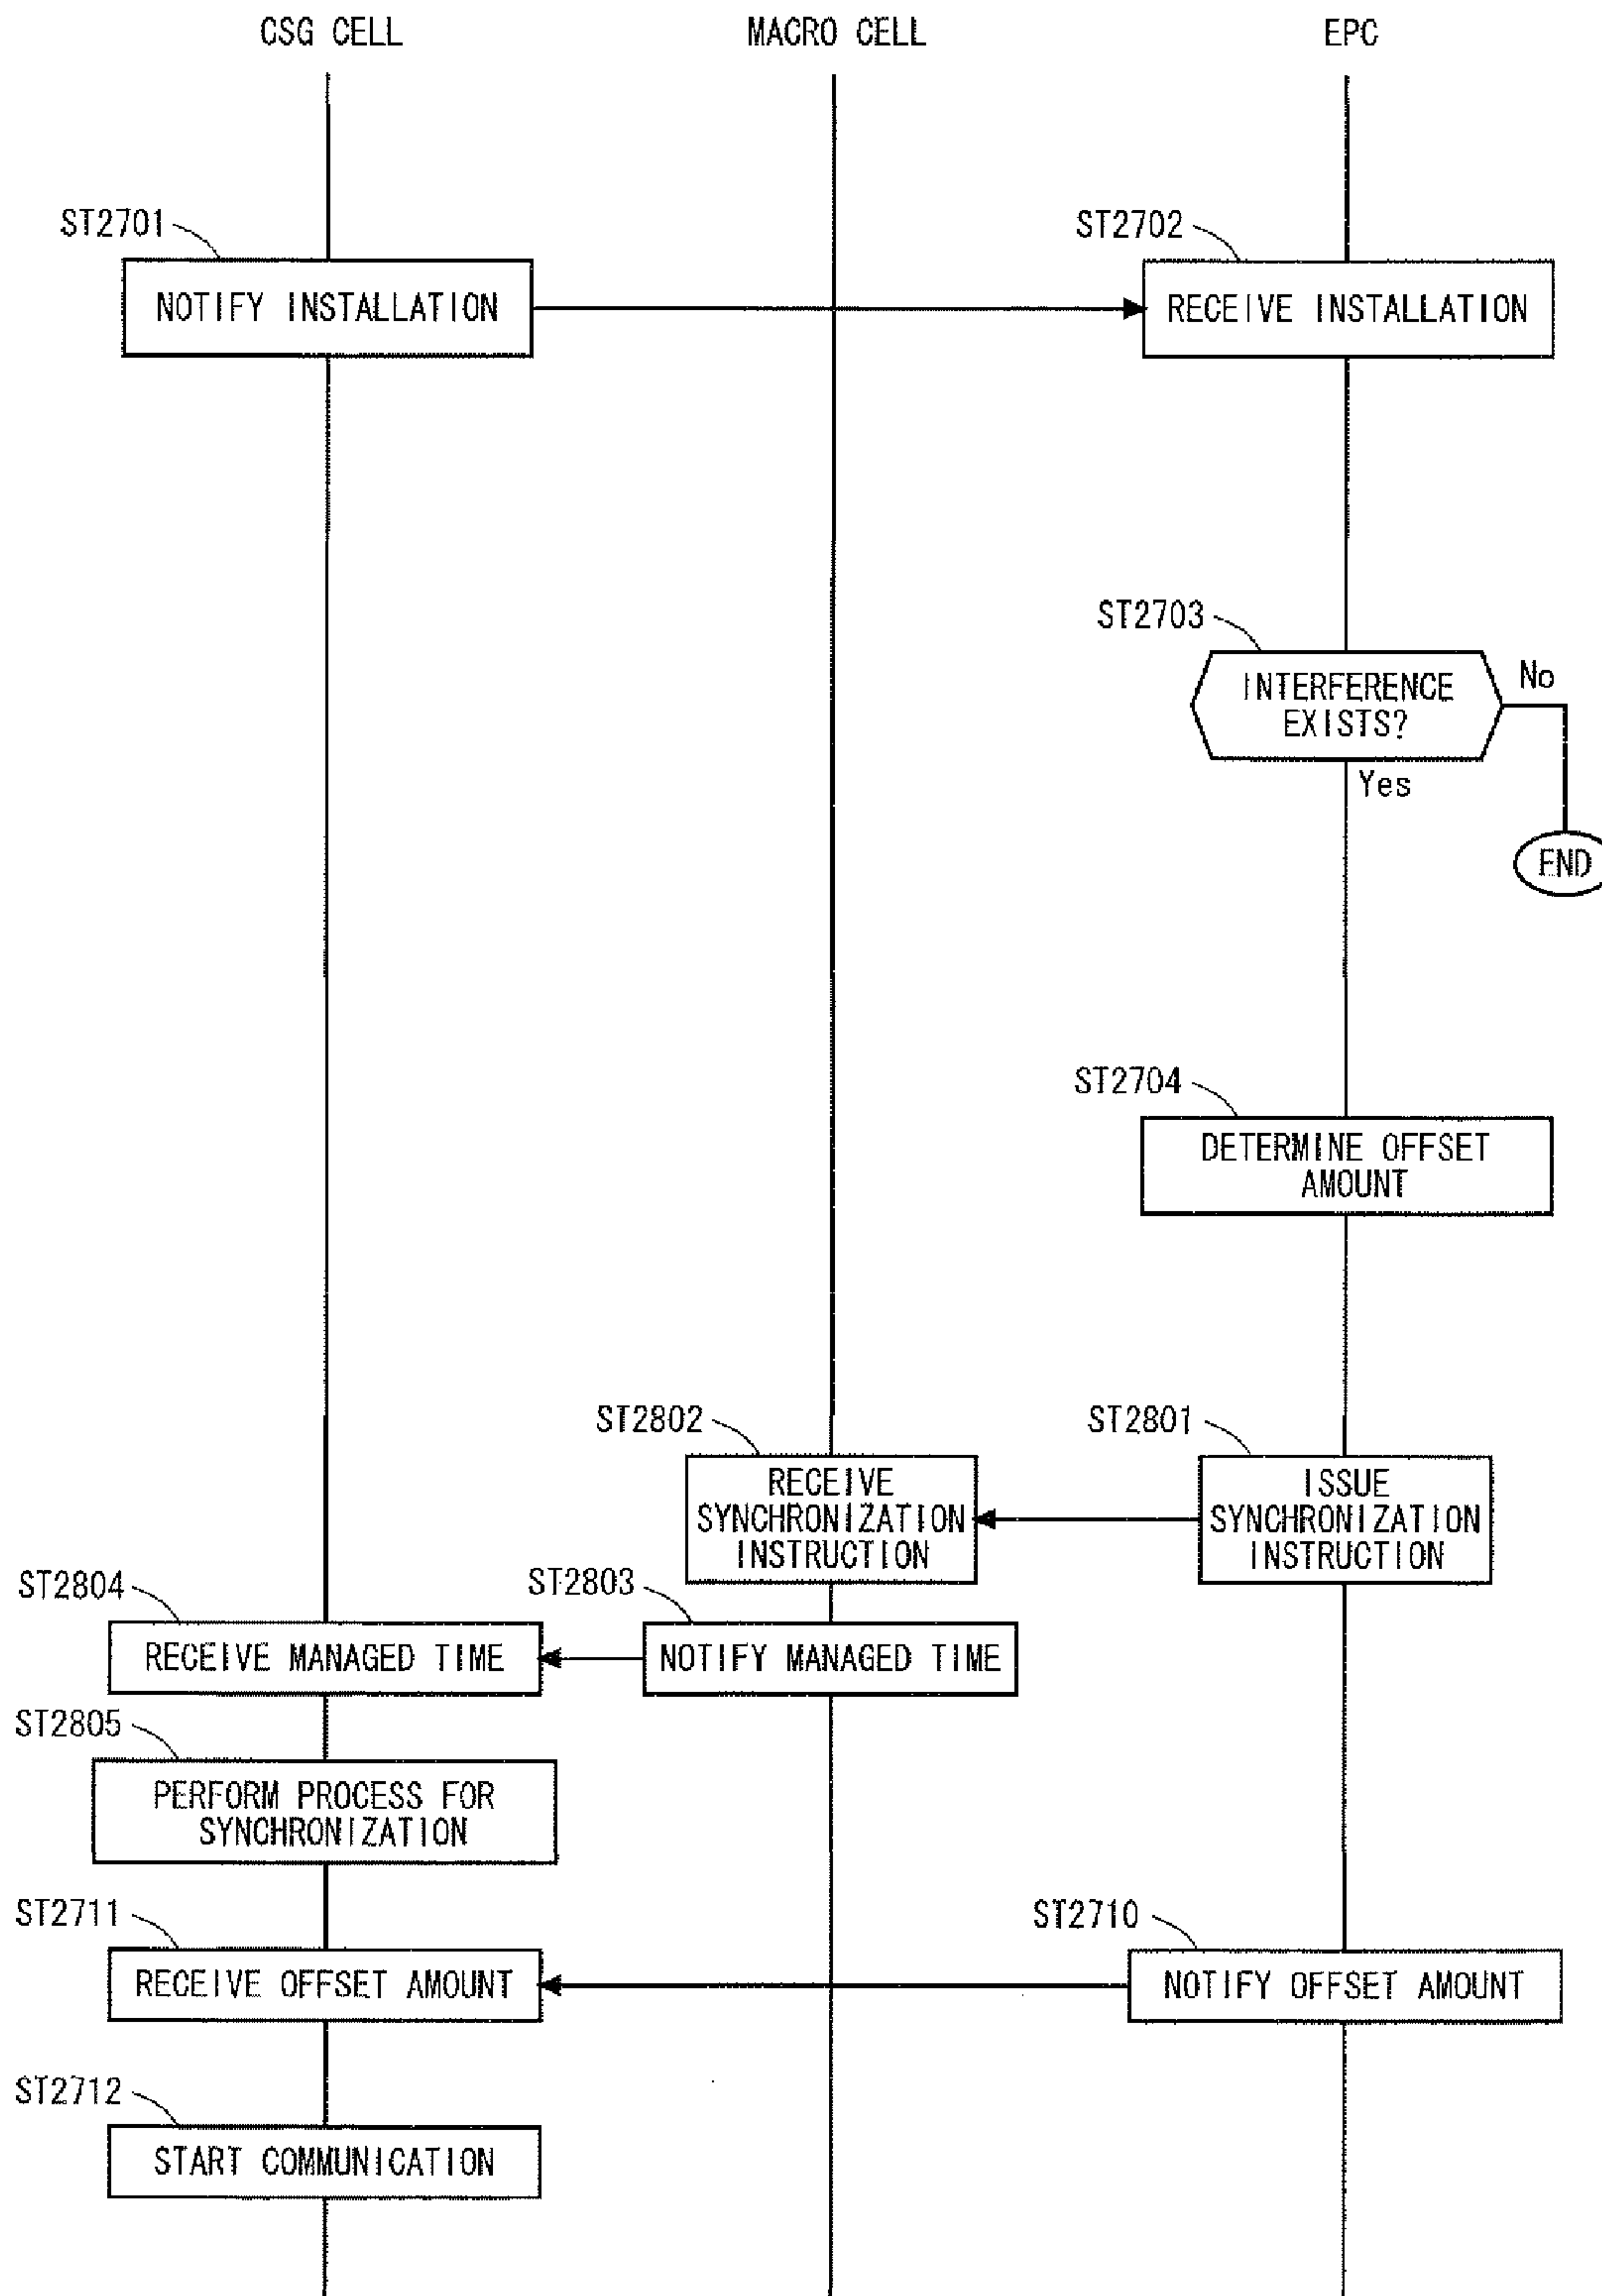 CSG CELL
MACRO CELL
EPC
ST2701
ST2702
NOTIFY INSTALLATION
RECEIVE INSTALLATION
ST2703
INTERFERENCE
EXISTS?
No
Yes
END
ST2704
DETERMINE OFFSET
AMOUNT
ST2802
ST2801
RECEIVE
SYNCHRONIZATION
INSTRUCTION
ISSUE
SYNCHRONIZATION
INSTRUCTION
ST2804
ST2803
RECEIVE MANAGED TIME
NOTIFY MANAGED TIME
ST2805
PERFORM PROCESS FOR
SYNCHRONIZATION
ST2711
ST2710
RECEIVE OFFSET AMOUNT
NOTIFY OFFSET AMOUNT
ST2712
START COMMUNICATION